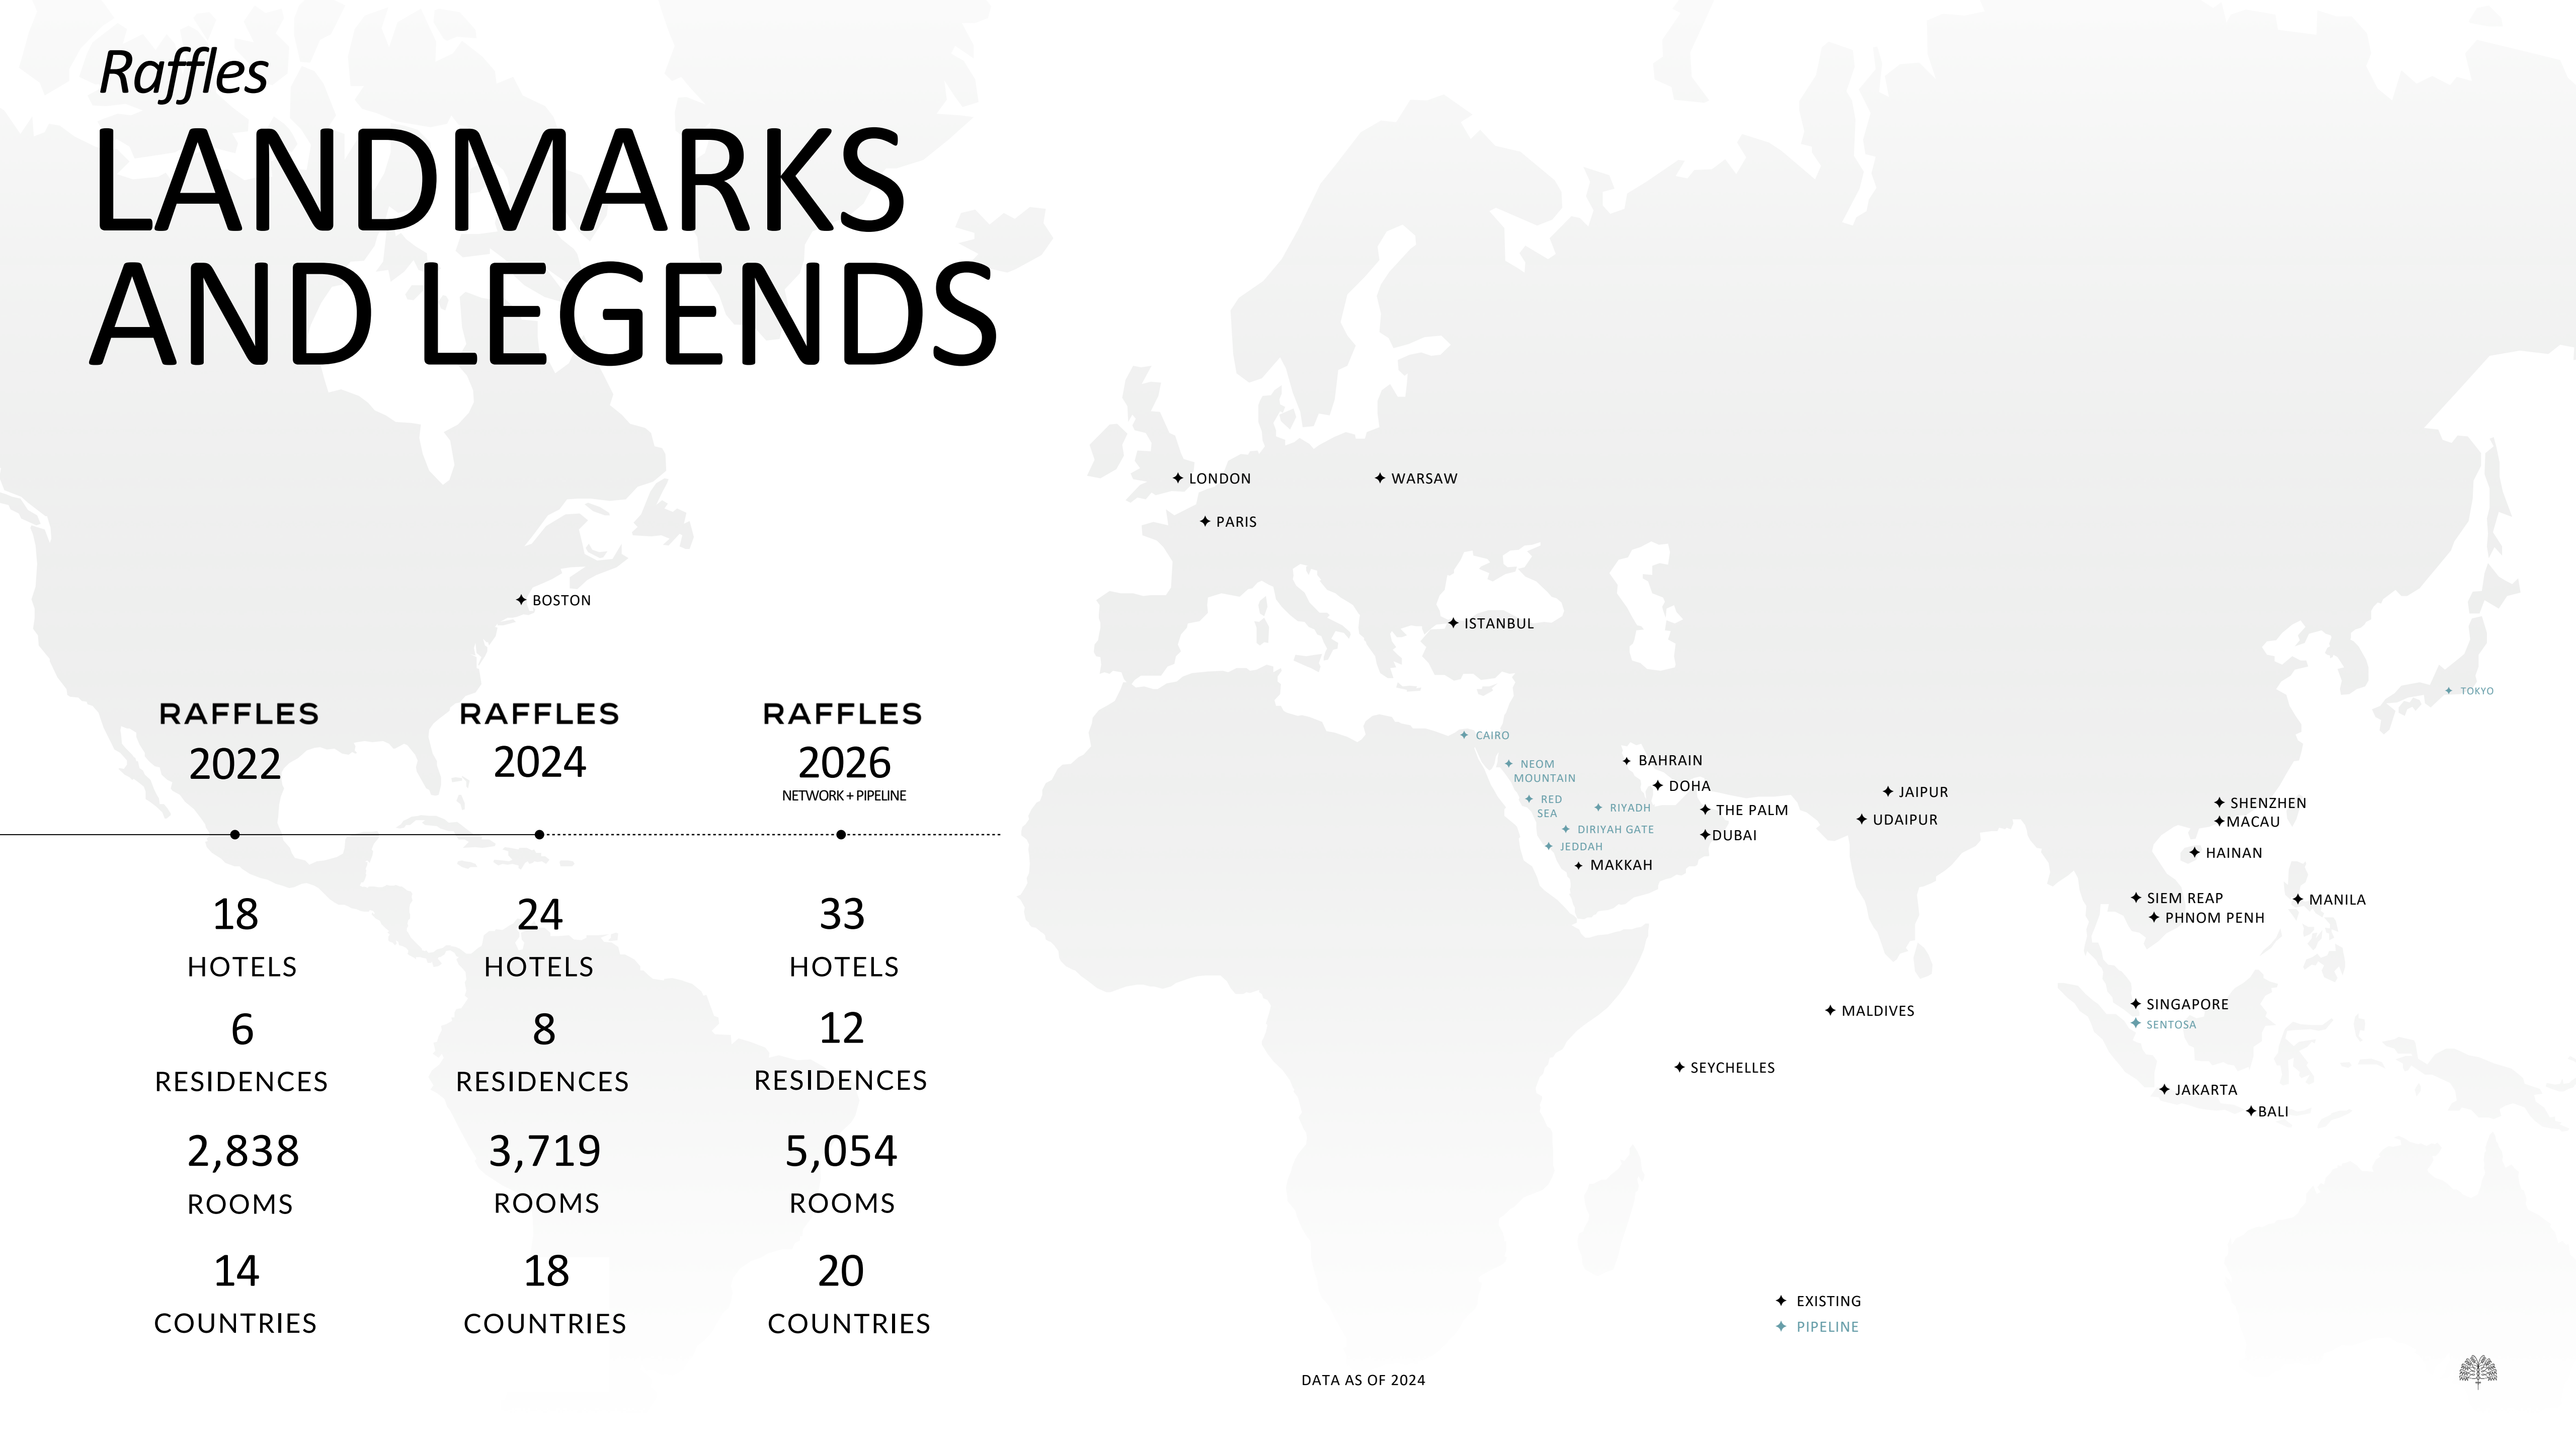 Raffles
LANDMARKS
AND LEGENDS
RAFFLES
2022
18
HOTELS
6
RESIDENCES
2,838
ROOMS
14
COUNTRIES
RAFFLES
2024
24
HOTELS
8
RESIDENCES
3,719
ROOMS
18
COUNTRIES
RAFFLES
2026
NETWORK + PIPELINE
33
HOTELS
12
RESIDENCES
5,054
ROOMS
20
COUNTRIES
BOSTON
LONDON
WARSAW
PARIS
ISTANBUL
TOKYO
CAIRO
NEOM
MOUNTAIN
RED
SEA
RIYADH
DIRIYAH GATE
JEDDAH
MAKKAH
BAHRAIN
DOHA
THE PALM
DUBAI
JAIPUR
UDAIPUR
SHENZHEN
MACAU
HAINAN
SIEM REAP
PHNOM PENH
MANILA
MALDIVES
SEYCHELLES
SINGAPORE
SENTOSA
JAKARTA
BALI
EXISTING
PIPELINE
DATA AS OF 2024